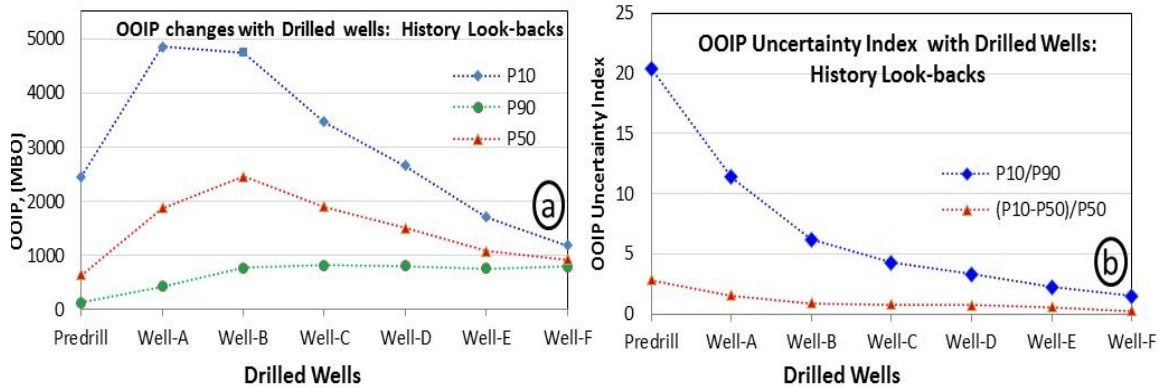 OOIP changes with Drilled wells: History Look-backs
5000
4000
3000
2000
1000
0
OOIP, (MBO)
P10
P90
P50
a
Predrill Well-A Well-B Well-C Well-D Well-E Well-F
Drilled Wells
OOIP Uncertainty Index with Drilled Wells:
History Look-backs
25
20
15
10
5
0
OOIP Uncertainty Index
P10/P90
(P10-P50)/P50
b
Predrill Well-A Well-B Well-C Well-D Well-E Well-F
Drilled Wells